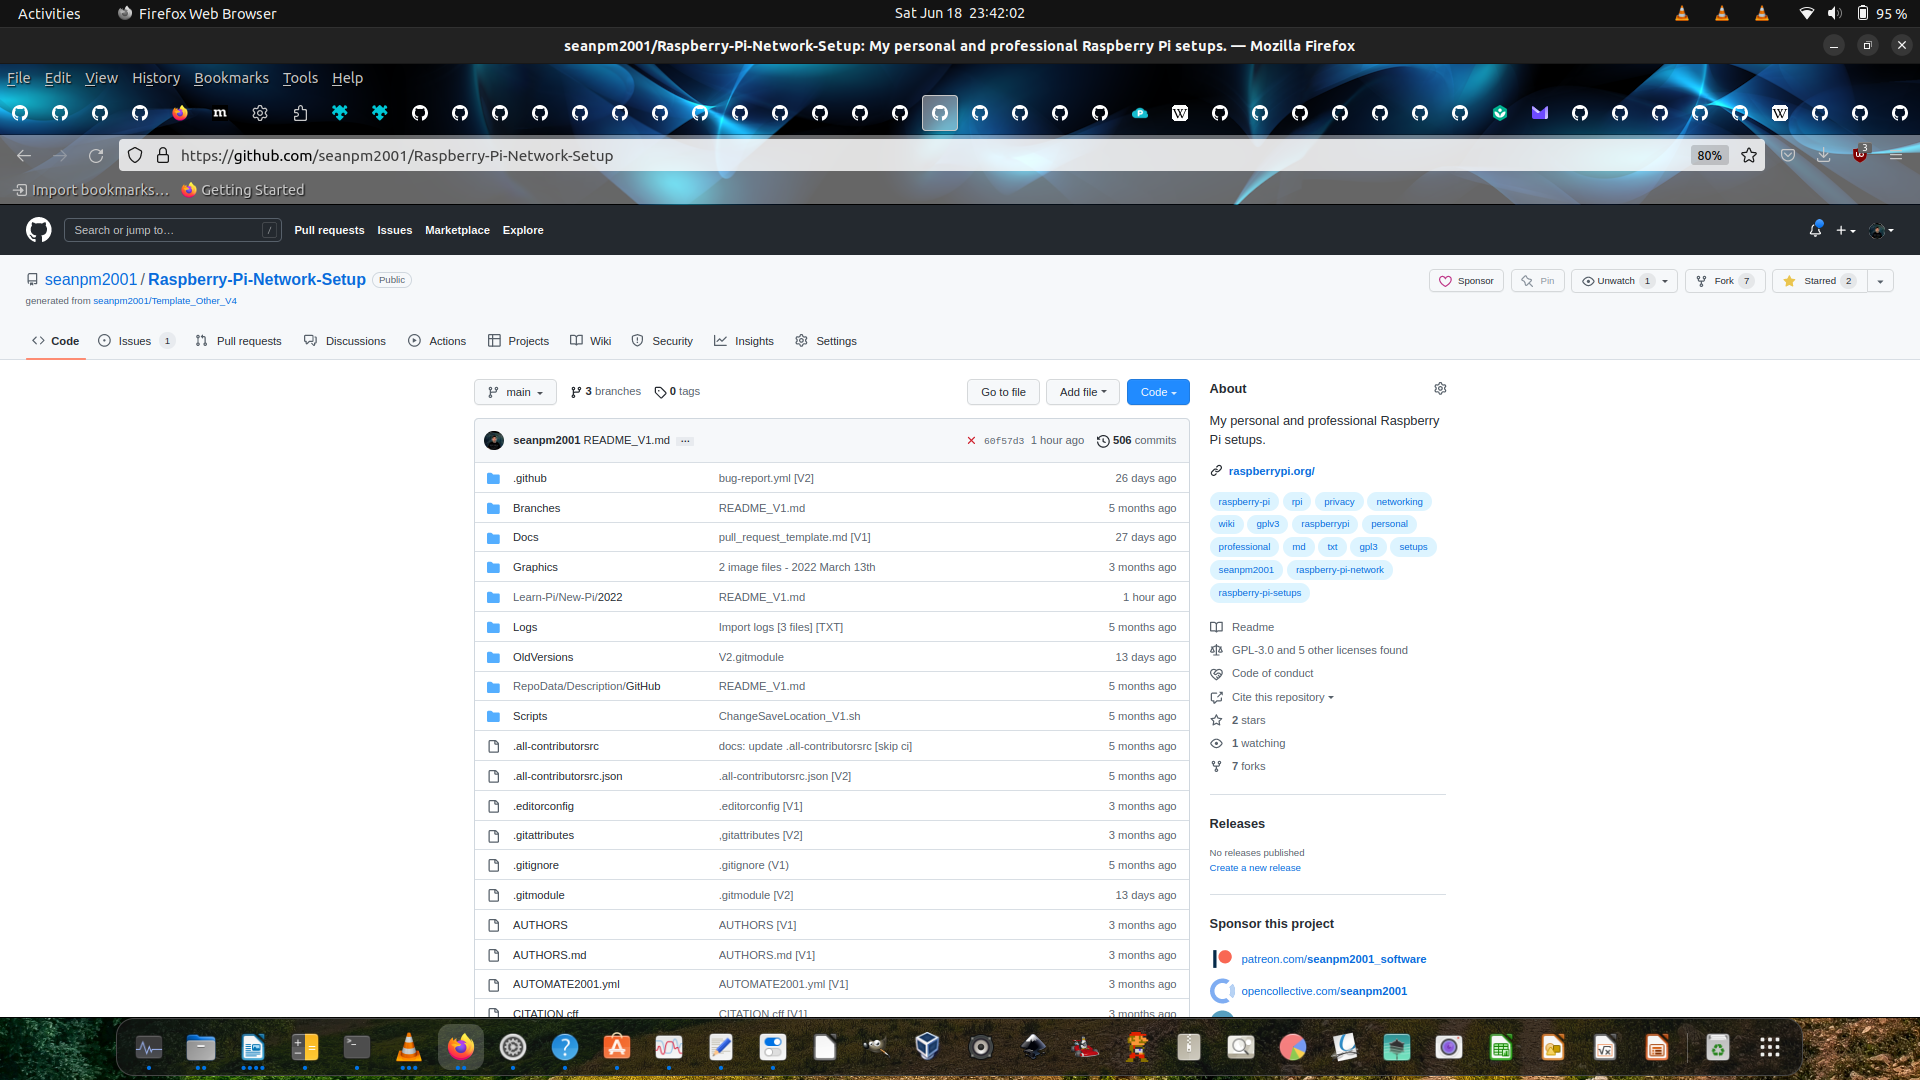 Activities Firefox Web Browser Sat Jun 18 23:42:02 95 %
seanpm2001/Raspberry-Pi-Network-Setup: My personal and professional Raspberry Pi setups. — Mozilla Firefox
File Edit View History Bookmarks Tools Help
https://github.com/seanpm2001/Raspberry-Pi-Network-Setup 80% 3
Import bookmarks… Getting Started
Search or jump to… / Pull requests Issues Marketplace Explore
seanpm2001 / Raspberry-Pi-Network-Setup Public Sponsor Pin Unwatch 1 Fork 7 Starred 2
generated from seanpm2001/Template_Other_V4
Code Issues 1 Pull requests Discussions Actions Projects Wiki Security Insights Settings
main 3 branches 0 tags Go to file Add file Code
seanpm2001 README_V1.md ... 60f57d3 1 hour ago 506 commits
.github bug-report.yml [V2] 26 days ago
Branches README_V1.md 5 months ago
Docs pull_request_template.md [V1] 27 days ago
Graphics 2 image files - 2022 March 13th 3 months ago
Learn-Pi/New-Pi/2022 README_V1.md 1 hour ago
Logs Import logs [3 files] [TXT] 5 months ago
OldVersions V2.gitmodule 13 days ago
RepoData/Description/GitHub README_V1.md 5 months ago
Scripts ChangeSaveLocation_V1.sh 5 months ago
.all-contributorsrc docs: update .all-contributorsrc [skip ci] 5 months ago
.all-contributorsrc.json .all-contributorsrc.json [V2] 5 months ago
.editorconfig .editorconfig [V1] 3 months ago
.gitattributes ,gitattributes [V2] 3 months ago
.gitignore .gitignore (V1) 5 months ago
.gitmodule .gitmodule [V2] 13 days ago
AUTHORS AUTHORS [V1] 3 months ago
AUTHORS.md AUTHORS.md [V1] 3 months ago
AUTOMATE2001.yml AUTOMATE2001.yml [V1] 3 months ago
CITATION.cff CITATION.cff [V1] 3 months ago
About
My personal and professional Raspberry
Pi setups.
raspberrypi.org/
raspberry-pi rpi privacy networking
wiki gplv3 raspberrypi personal
professional md txt gpl3 setups
seanpm2001 raspberry-pi-network
raspberry-pi-setups
Readme
GPL-3.0 and 5 other licenses found
Code of conduct
Cite this repository
2 stars
1 watching
7 forks
Releases
No releases published
Create a new release
Sponsor this project
patreon.com/seanpm2001_software
opencollective.com/seanpm2001